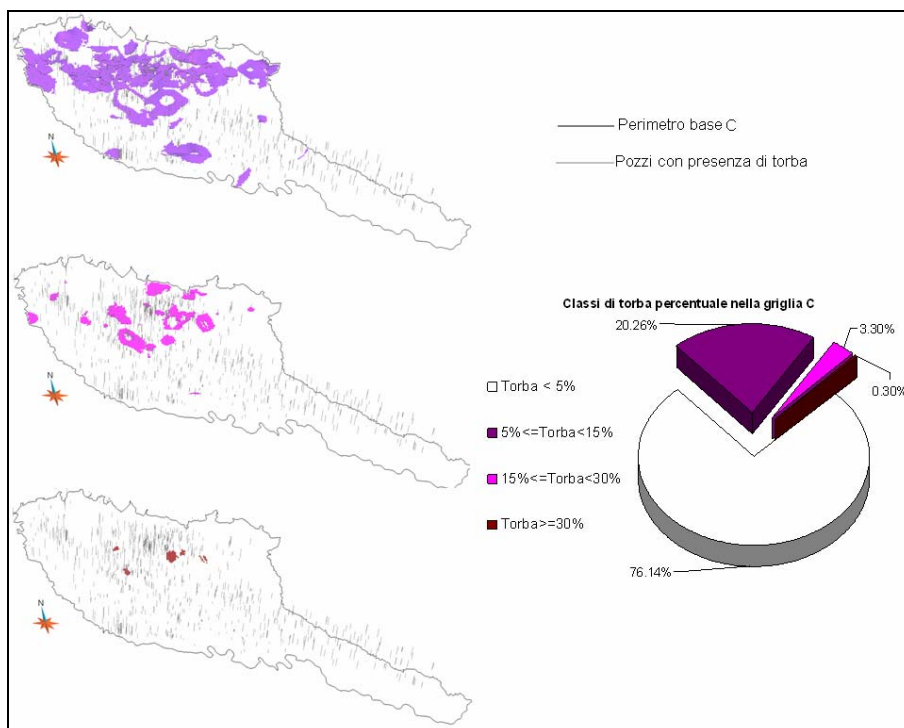 N
Perimetro base C
Pozzi con presenza di torba
N
Classi di torba percentuale nella griglia C
20.26%
3.30%
0.30%
Torba < 5%
5%<=Torba<15%
15%<=Torba<30%
Torba>=30%
76.14%
N